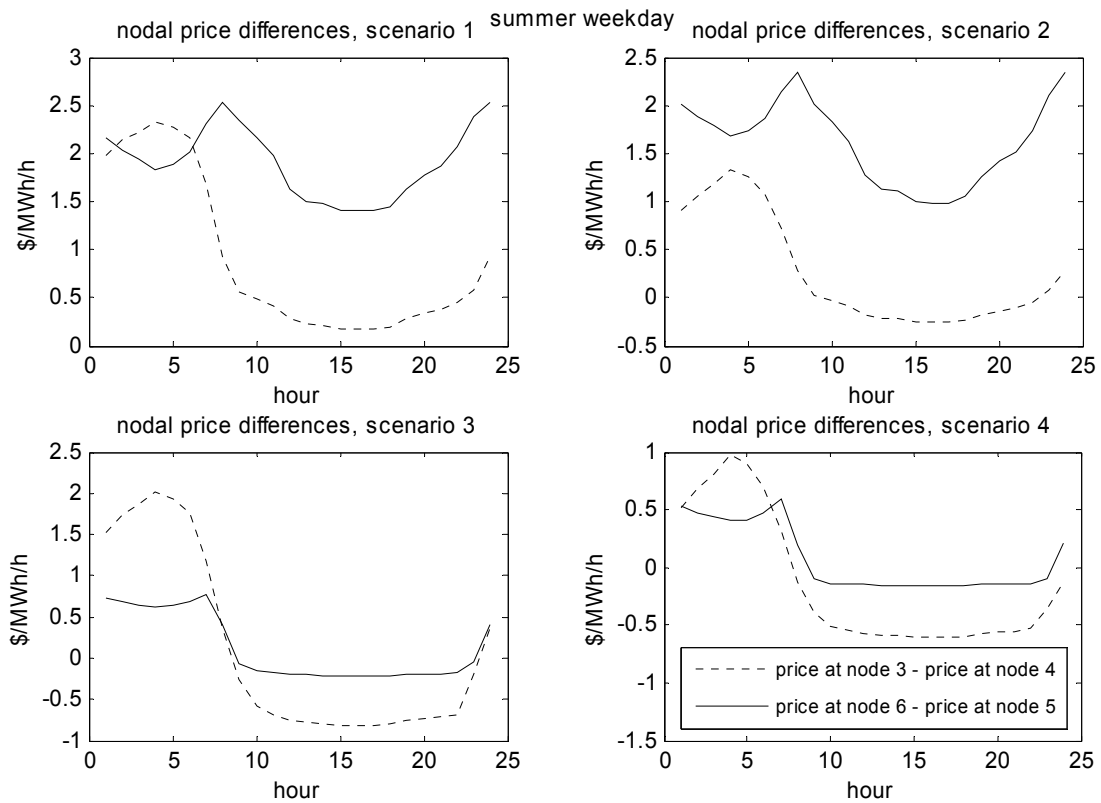 summer weekday
nodal price differences, scenario 1
3
2.5
2
1.5
1
0.5
0
$/MWh/h
0 5 10 15 20 25
hour
nodal price differences, scenario 2
2.5
2
1.5
1
0.5
0
-0.5
$/MWh/h
0 5 10 15 20 25
hour
nodal price differences, scenario 3
2.5
2
1.5
1
0.5
0
-0.5
-1
$/MWh/h
0 5 10 15 20 25
hour
nodal price differences, scenario 4
1
0.5
0
-0.5
-1
-1.5
$/MWh/h
price at node 3 - price at node 4
price at node 6 - price at node 5
0 5 10 15 20 25
hour